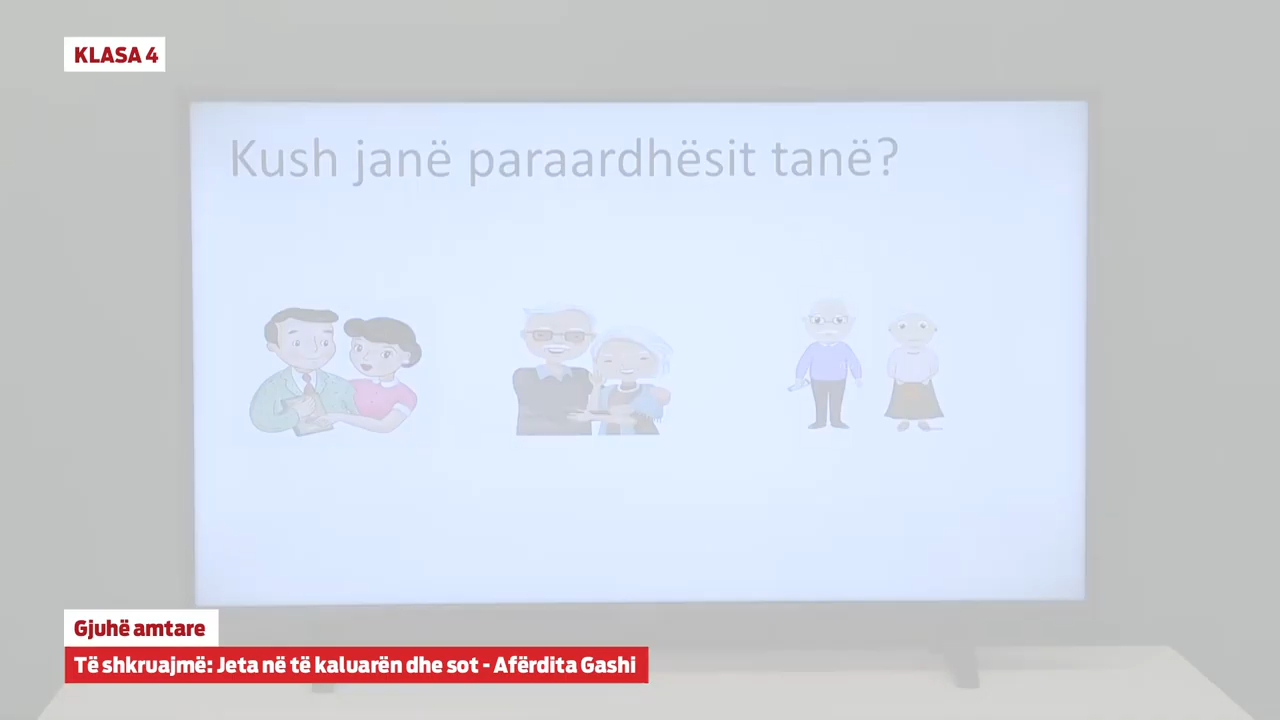 KLASA 4
Kush janë paraardhësit tanë?
Gjuhë amtare
Të shkruajmë: Jeta në të kaluarën dhe sot - Afërdita Gashi